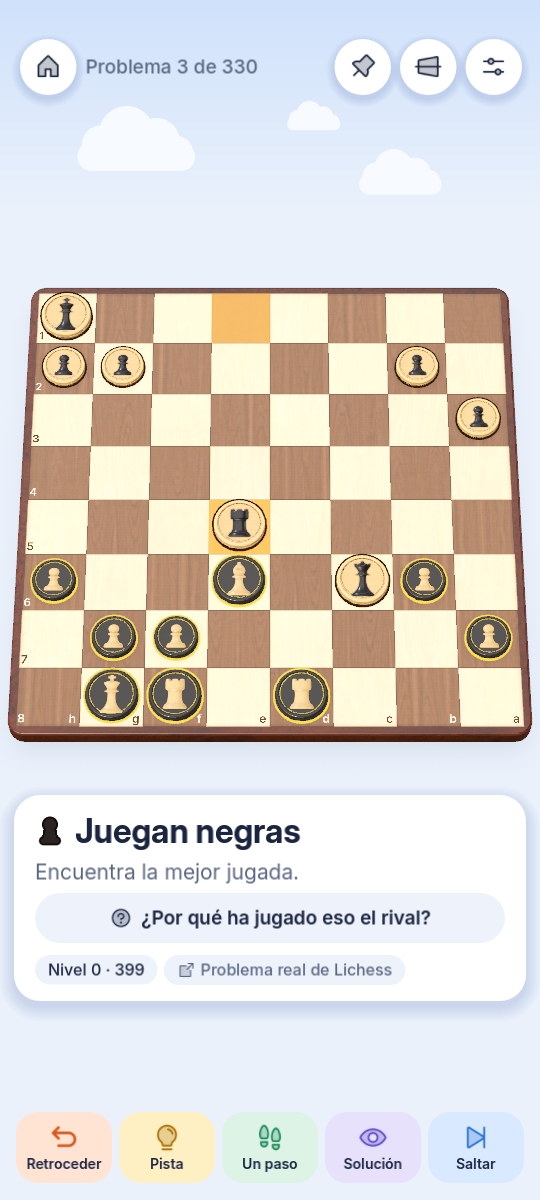 Problema 3 de 330
1
2
3
4
5
6
7
8 h g f e d c b a
Juegan negras
Encuentra la mejor jugada.
¿Por qué ha jugado eso el rival?
Nivel 0 · 399 Problema real de Lichess
Retroceder Pista Un paso Solución Saltar